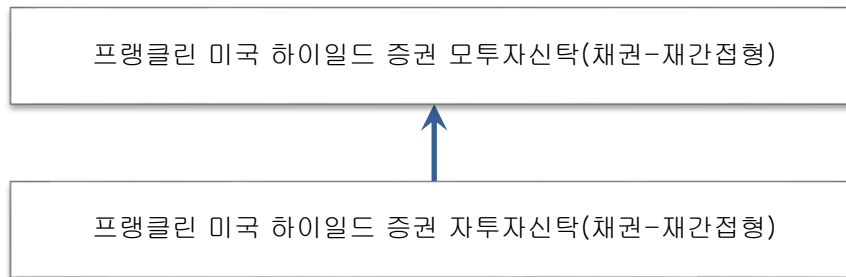 프랭클린 미국 하이일드 증권 모투자신탁(채권-재간접형)
프랭클린 미국 하이일드 증권 자투자신탁(채권-재간접형)